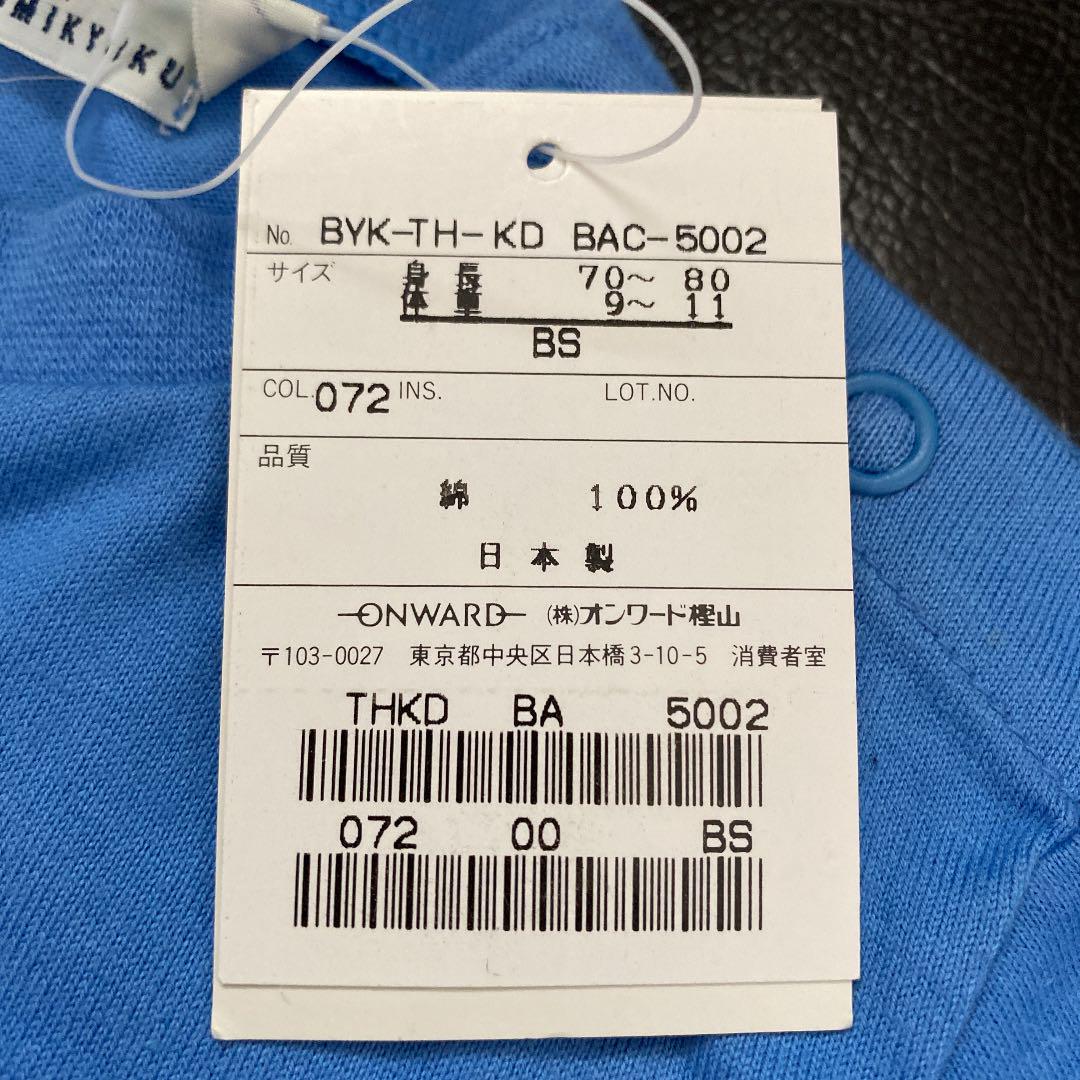 No. BYK-TH-KD BAC-5002
サイズ 身長 70～ 80
体重 9～ 11
BS
COL. 072 INS. LOT.NO.
品質
綿 100%
日本製
ONWARD (株)オンワード樫山
〒103-0027 東京都中央区日本橋3-10-5 消費者室
THKD BA 5002
072 00 BS